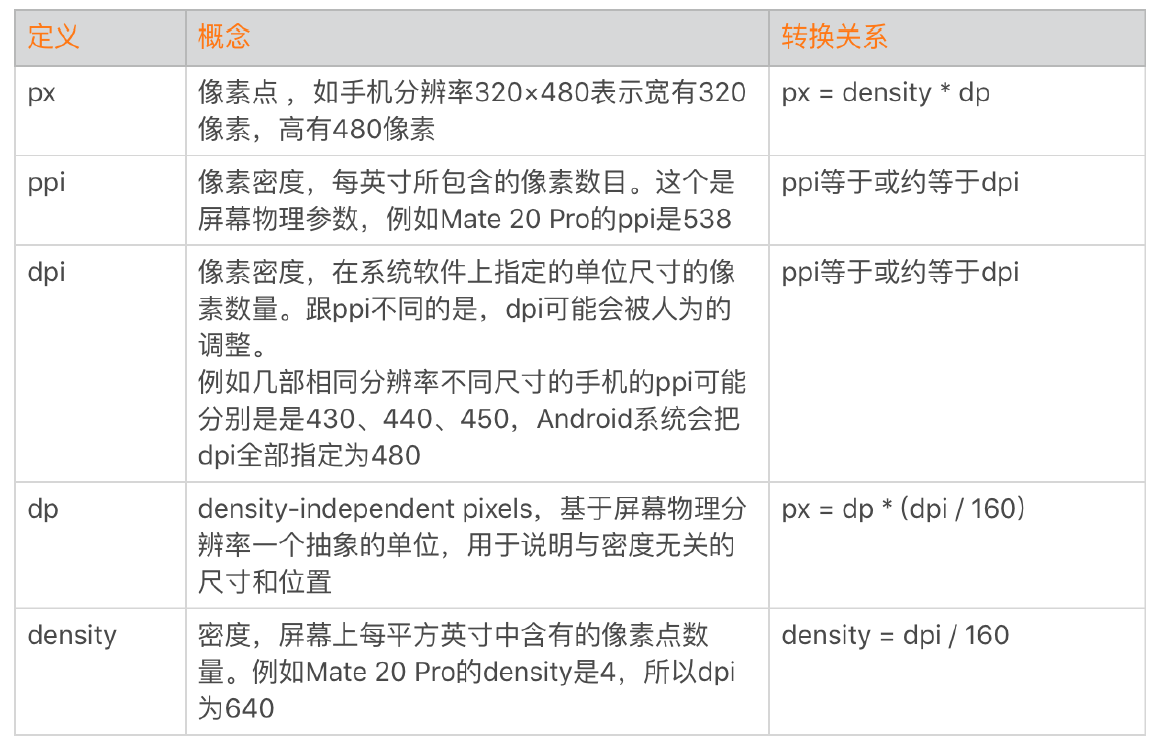 定义
概念
转换关系
px
像素点 ，如手机分辨率320×480表示宽有320
像素，高有480像素
px = density * dp
ppi
像素密度，每英寸所包含的像素数目。这个是
屏幕物理参数，例如Mate 20 Pro的ppi是538
ppi等于或约等于dpi
dpi
像素密度，在系统软件上指定的单位尺寸的像
素数量。跟ppi不同的是，dpi可能会被人为的
调整。
例如几部相同分辨率不同尺寸的手机的ppi可能
分别是是430、440、450，Android系统会把
dpi全部指定为480
ppi等于或约等于dpi
dp
density-independent pixels，基于屏幕物理分
辨率一个抽象的单位，用于说明与密度无关的
尺寸和位置
px = dp * (dpi / 160)
density
密度，屏幕上每平方英寸中含有的像素点数
量。例如Mate 20 Pro的density是4，所以dpi
为640
density = dpi / 160